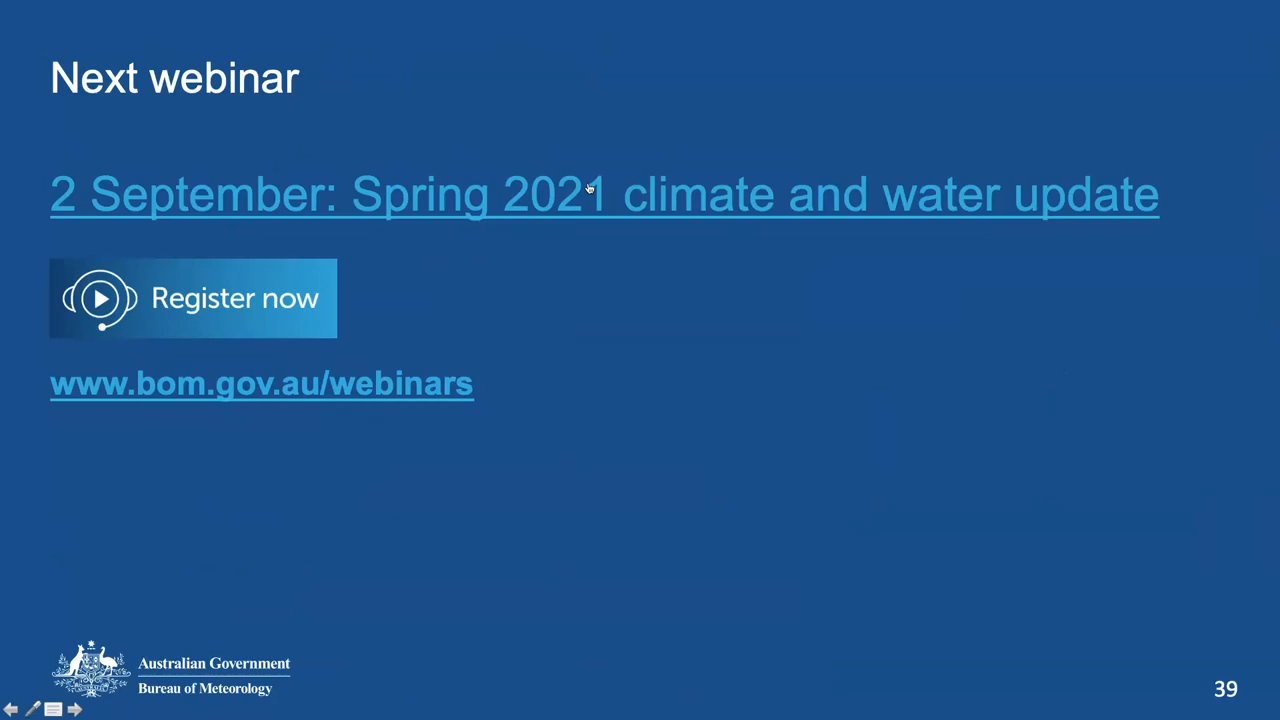 Next webinar
2 September: Spring 2021 climate and water update
Register now
www.bom.gov.au/webinars
Australian Government
Bureau of Meteorology
39